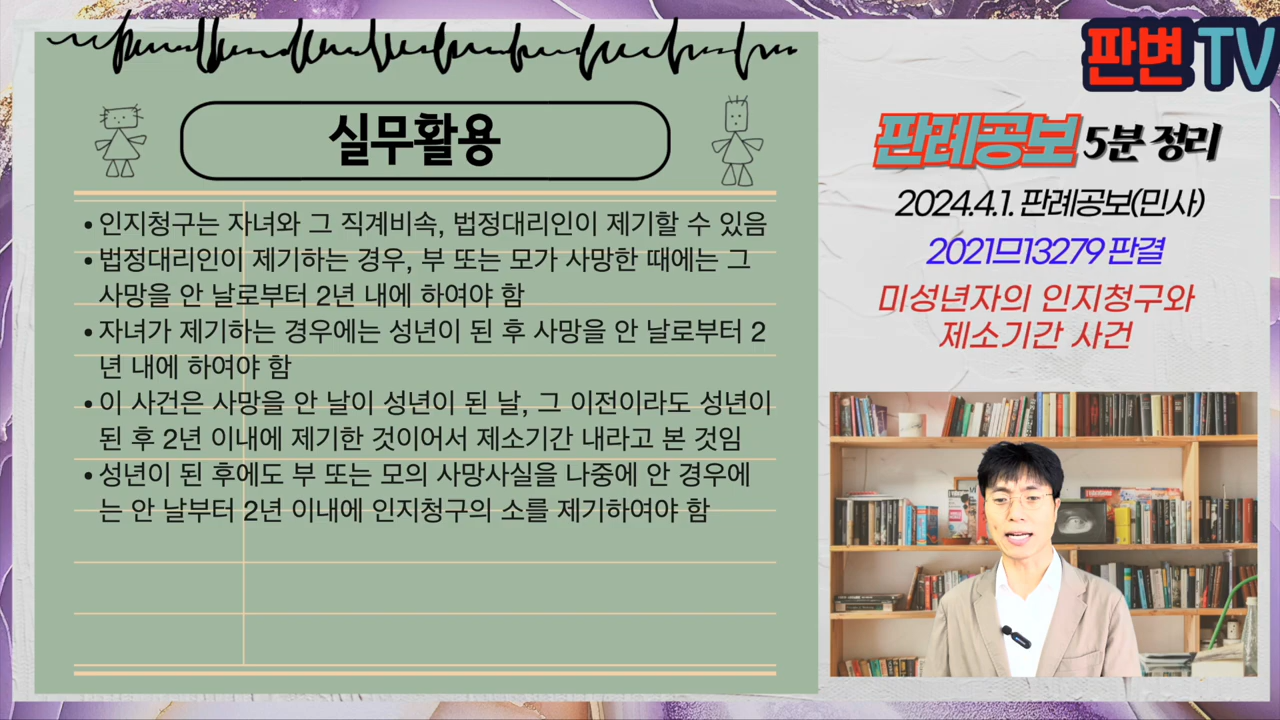 판변 TV
실무활용
• 인지청구는 자녀와 그 직계비속, 법정대리인이 제기할 수 있음
• 법정대리인이 제기하는 경우, 부 또는 모가 사망한 때에는 그
사망을 안 날로부터 2년 내에 하여야 함
• 자녀가 제기하는 경우에는 성년이 된 후 사망을 안 날로부터 2
년 내에 하여야 함
• 이 사건은 사망을 안 날이 성년이 된 날, 그 이전이라도 성년이
된 후 2년 이내에 제기한 것이어서 제소기간 내라고 본 것임
• 성년이 된 후에도 부 또는 모의 사망사실을 나중에 안 경우에
는 안 날부터 2년 이내에 인지청구의 소를 제기하여야 함
판례공보 5분 정리
2024.4.1. 판례공보(민사)
2021므13279 판결
미성년자의 인지청구와
제소기간 사건